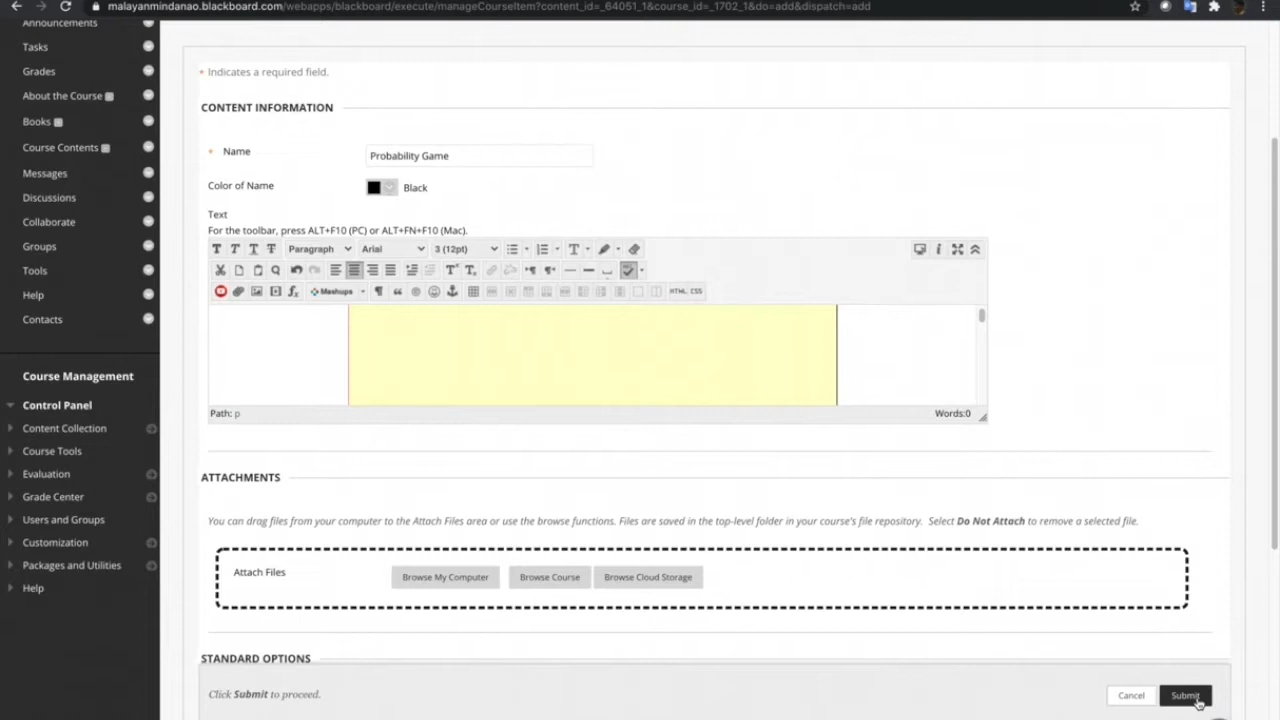 malayanmindanao.blackboard.com/webapps/blackboard/execute/manageCourseItem?content_id=_64051_1&course_id=_1702_1&do=add&dispatch=add
Announcements
Tasks
Grades
About the Course
Books
Course Contents
Messages
Discussions
Collaborate
Groups
Tools
Help
Contacts
Course Management
Control Panel
Content Collection
Course Tools
Evaluation
Grade Center
Users and Groups
Customization
Packages and Utilities
Help
* Indicates a required field.
CONTENT INFORMATION
* Name Probability Game
Color of Name Black
Text
For the toolbar, press ALT+F10 (PC) or ALT+FN+F10 (Mac).
T T T T Paragraph Arial 3 (12pt) T
Mashups HTML CSS
Path: p Words:0
ATTACHMENTS
You can drag files from your computer to the Attach Files area or use the browse functions. Files are saved in the top-level folder in your course's file repository. Select Do Not Attach to remove a selected file.
Attach Files Browse My Computer Browse Course Browse Cloud Storage
STANDARD OPTIONS
Click Submit to proceed. Cancel Submit